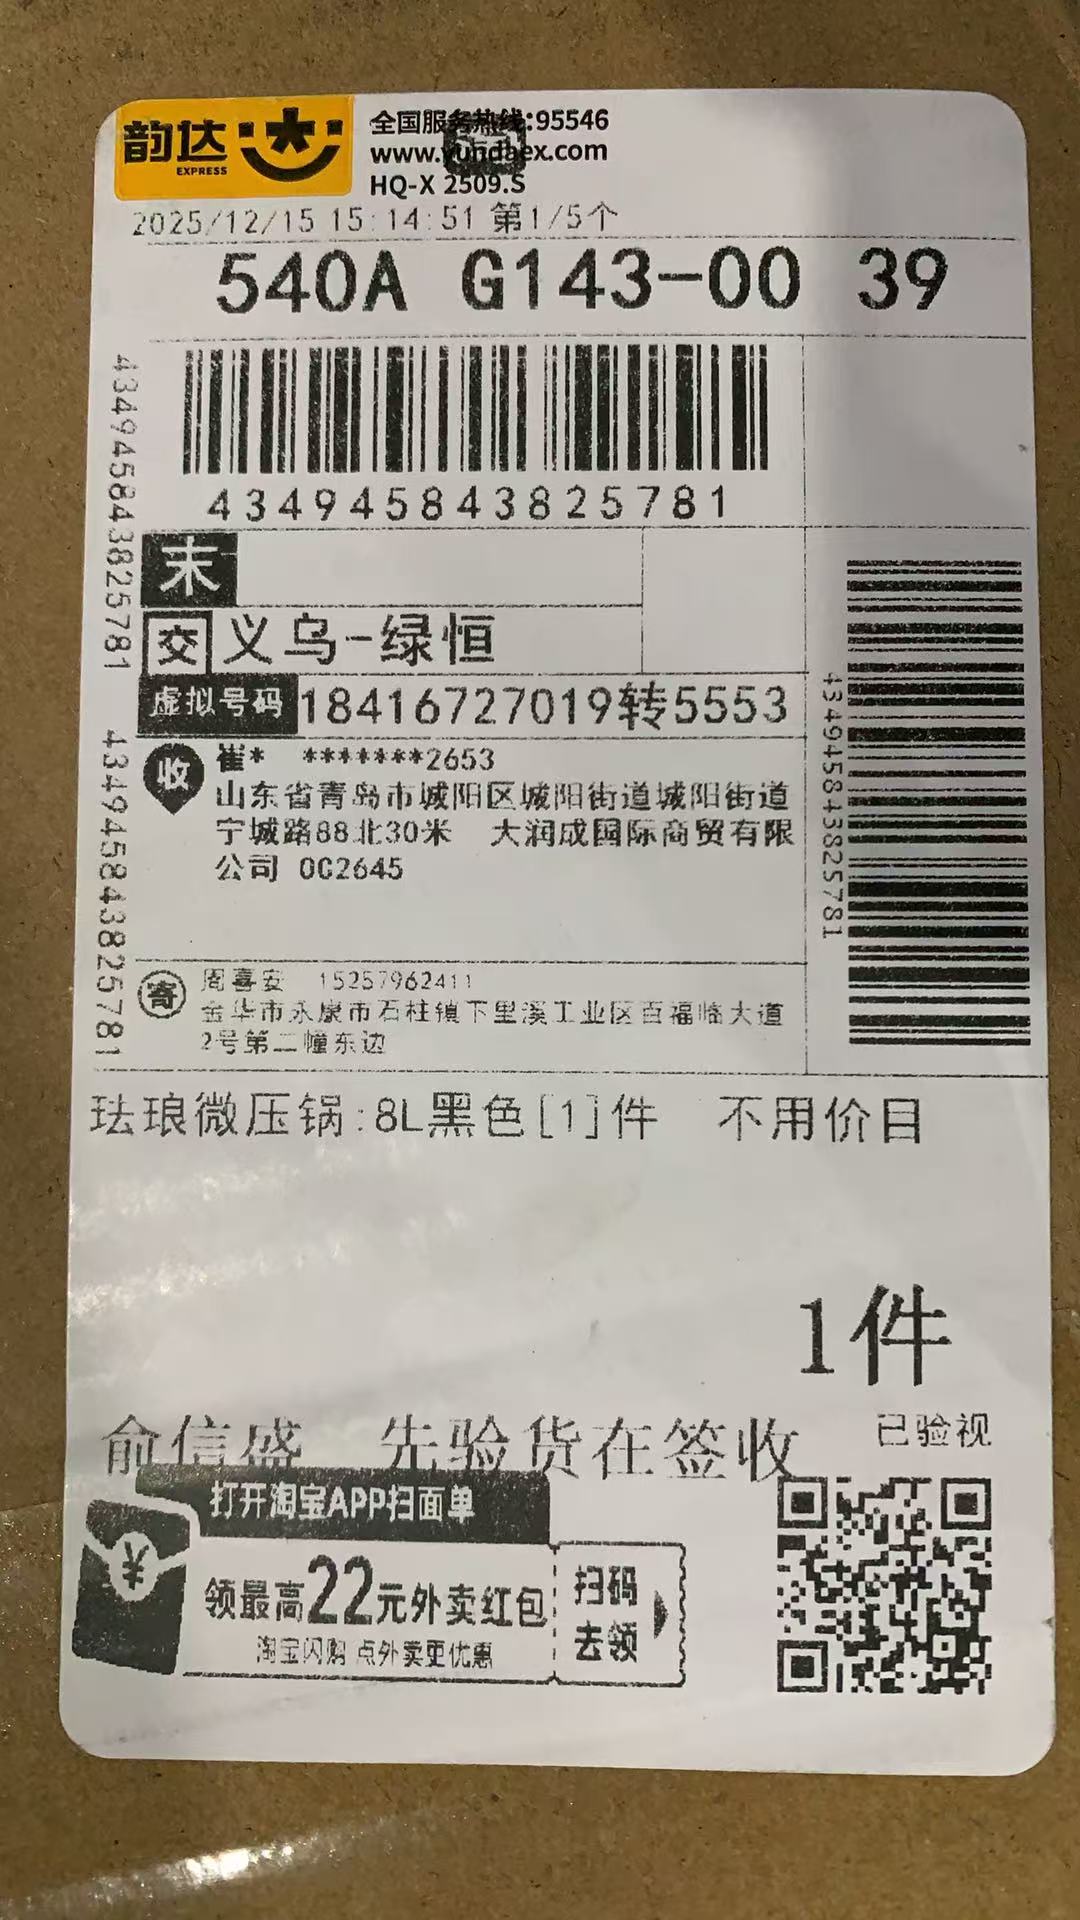 韵达
EXPRESS
全国服务热线:95546
www.yundaex.com
HQ-X 2509.S
2025/12/15 15:14:51 第1/5个
540A G143-00 39
434945843825781
434945843825781
434945843825781
434945843825781
末
交 义乌-绿恒
虚拟号码 18416727019转5553
收 崔* *******2653
山东省青岛市城阳区城阳街道城阳街道
宁城路88北30米 大润成国际商贸有限
公司 0C2645
寄 周喜安 15257962411
金华市永康市石柱镇下里溪工业区百福临大道
2号第二幢东边
珐琅微压锅:8L黑色[1]件 不用价目
1件
俞信盛 先验货在签收
已验视
打开淘宝APP扫面单
领最高22元外卖红包
淘宝闪购 点外卖更优惠
扫码
去领